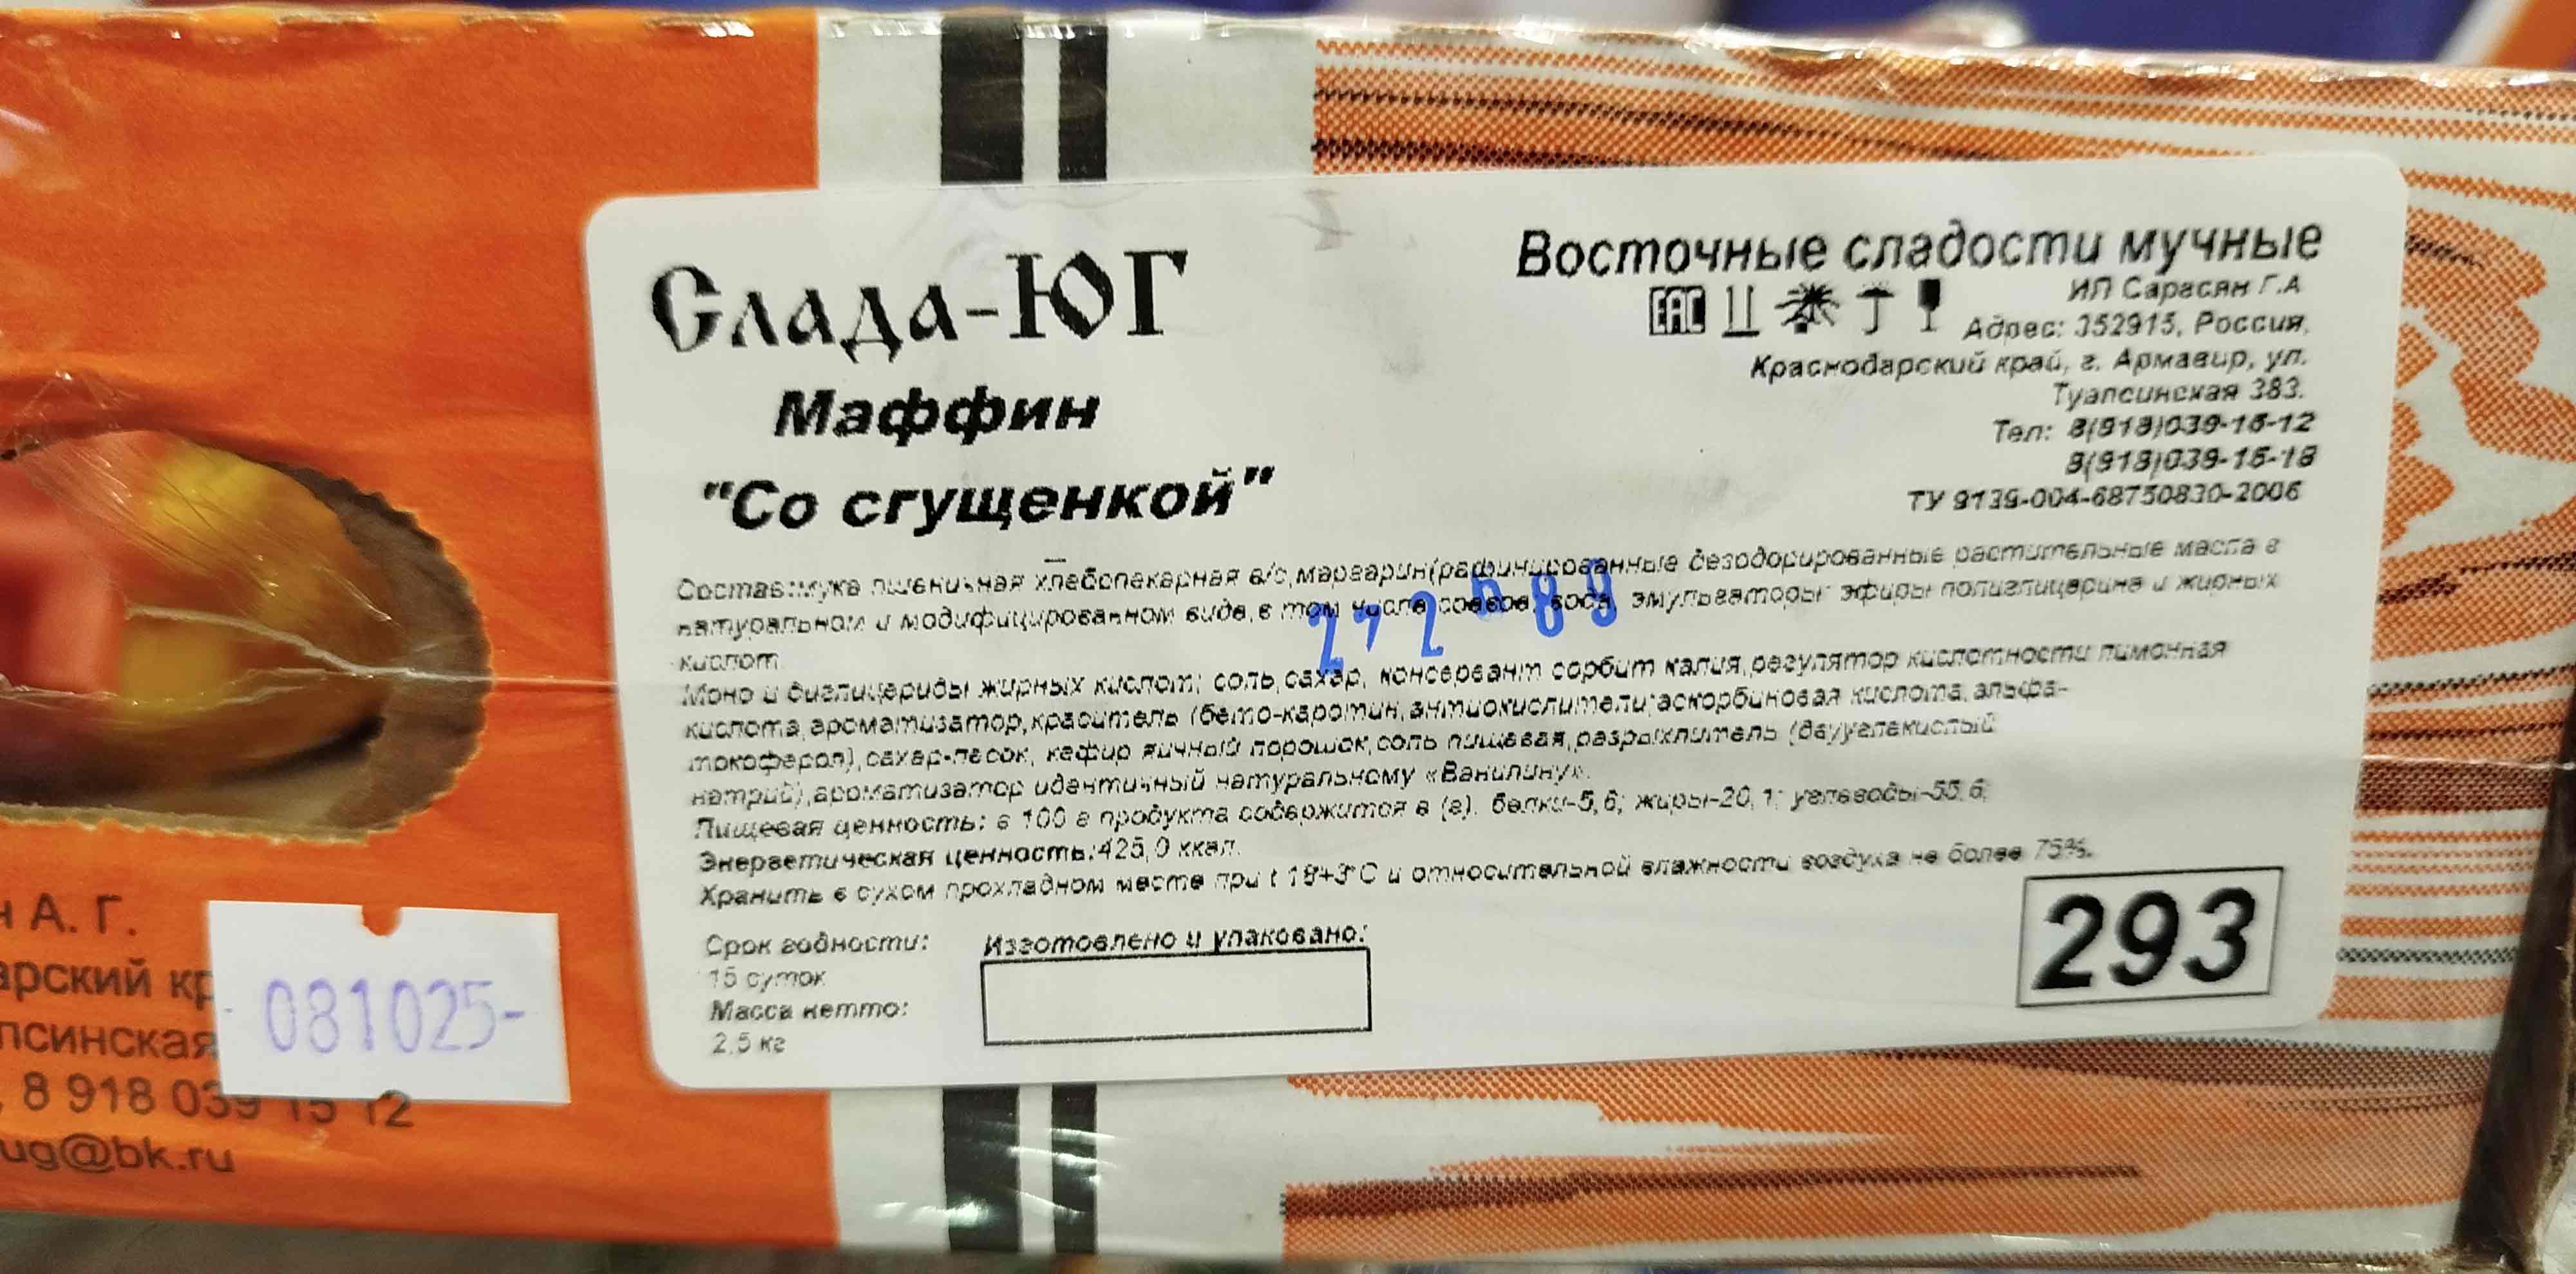 Слада-ЮГ
Маффин
"Со сгущенкой"
Восточные сладости мучные
EAC
ИП Сарасян Г.А
Адрес: 352915, Россия,
Краснодарский край, г. Армавир, ул.
Туапсинская 383.
Тел: 8(918)039-15-12
8(918)039-15-18
ТУ 9139-004-68750830-2006
Состав:мука пшеничная хлебопекарная в/с,маргарин(рафинированные дезодорированные растительные масла в
натуральном и модифицированном виде,в том числе соевое, вода, эмульгаторы: эфиры полиглицерина и жирных
кислот
Моно и диглицериды жирных кислот; соль,сахар, консервант сорбит калия,регулятор кислотности лимонная
кислота,ароматизатор,краситель (бето-каротин,антиокислители;аскорбиновая кислота,альфа-
токоферол),сахар-песок, кефир яичный порошок,соль пищевая,разрыхлитель (двууглекислый
натрий),ароматизатор идентичный натуральному «Ванилину».
Пищевая ценность: в 100 г продукта содержится в (г). белки-5,6; жиры-20,1; углеводы-55,6;
Энергетическая ценность:425,0 ккал.
Хранить в сухом прохладном месте при t 18+3°С и относительной влажности воздуха не более 75%.
Срок годности:
15 суток
Масса нетто:
2,5 кг
Изготовлено и упаковано:
293
А. Г.
081025-
8 918 039 15 12
ug@bk.ru